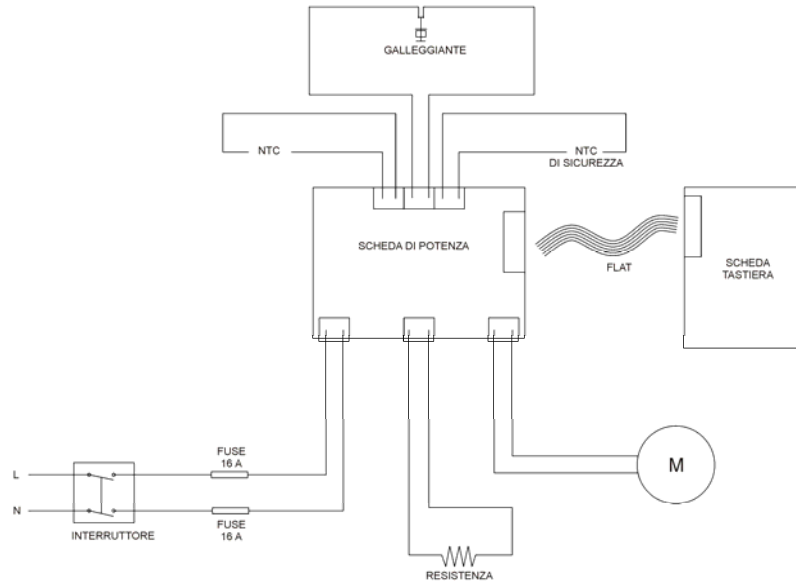 GALLEGGIANTE
NTC
NTC
DI SICUREZZA
SCHEDA DI POTENZA
FLAT
SCHEDA
TASTIERA
M
FUSE
16 A
L
N
FUSE
16 A
INTERRUTTORE
RESISTENZA